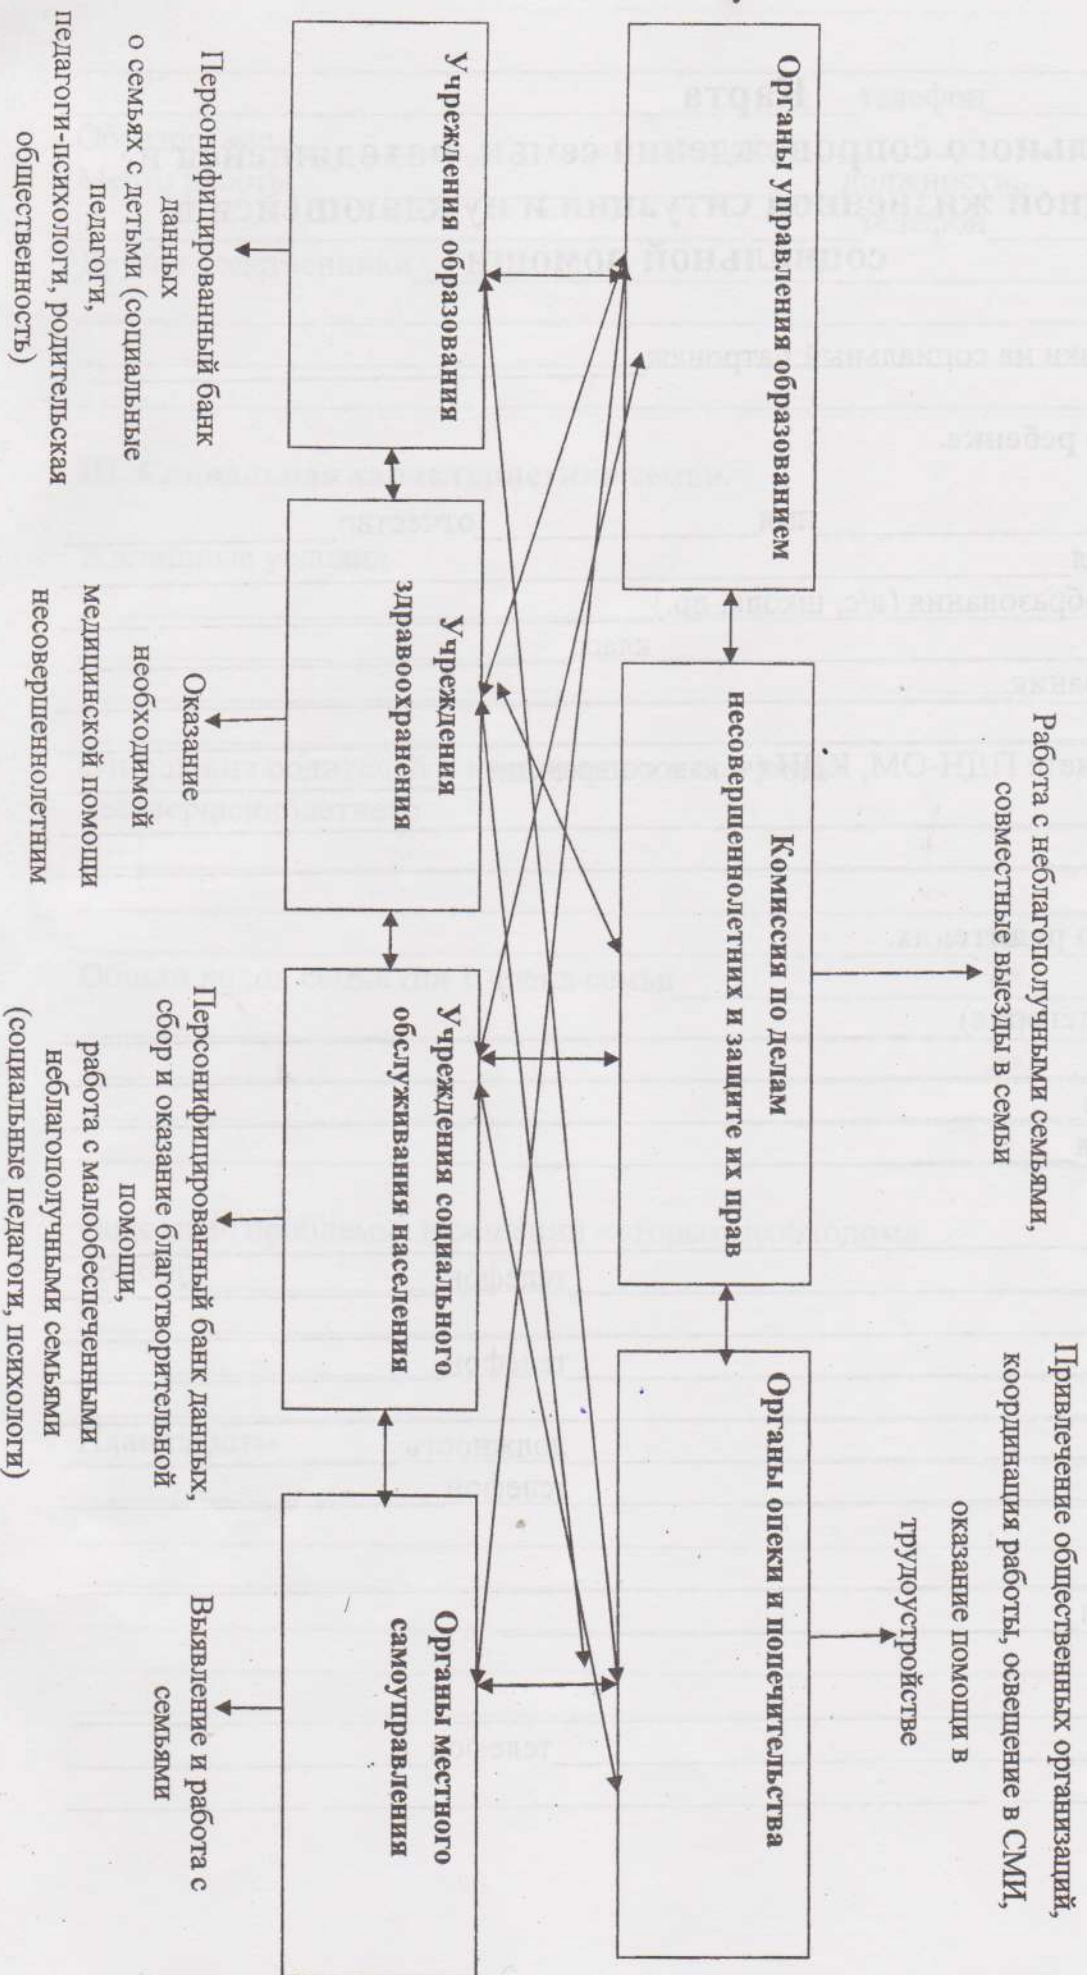 Работа с неблагополучными семьями,
совместные выезды в семьи
Привлечение общественных организаций,
координация работы, освещение в СМИ,
оказание помощи в
трудоустройстве
Органы управления образованием
Комиссия по делам
несовершеннолетних и защите их прав
Органы опеки и попечительства
Учреждения образования
Учреждения
здравоохранения
Учреждения социального
обслуживания населения
Органы местного
самоуправления
Персонифицированный банк
данных
о семьях с детьми (социальные
педагоги,
педагоги-психологи, родительская
общественность)
Оказание
необходимой
медицинской помощи
несовершеннолетним
Персонифицированный банк данных,
сбор и оказание благотворительной
помощи,
работа с малообеспеченными
неблагополучными семьями
(социальные педагоги, психологи)
Выявление и работа с
семьями